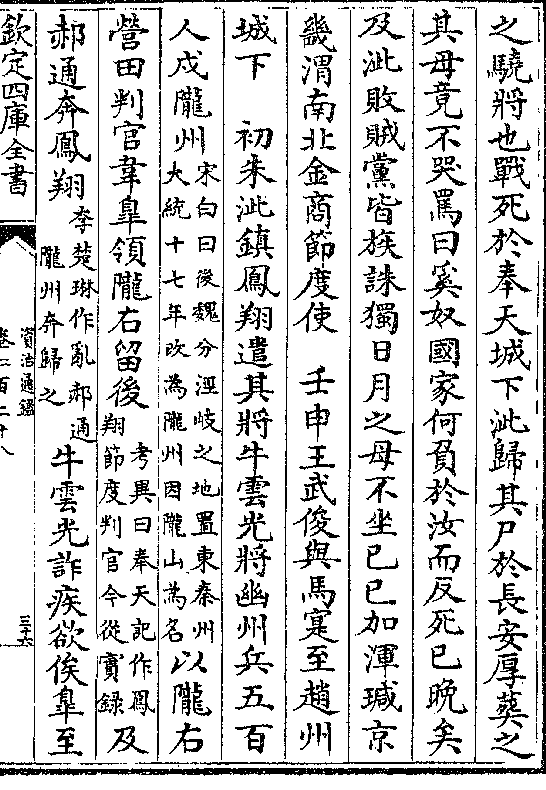 之驍將也戰死於奉天城下泚歸其尸於長安厚葬之
其母竟不哭罵曰奚奴國家何負於汝而反死已晚矣
及泚敗賊黨皆族誅獨日月之母不坐己巳加渾瑊京
畿渭南北金商節度使　壬申王武俊與馬寔至趙州
城下　初朱泚鎮鳳翔遣其將牛雲光將幽州兵五百
人戍隴州
宋白曰後魏分涇岐之地置東秦州
大統十七年改為隴州因隴山為名
以隴右
營田判官韋臯領隴右留後
考異曰奉天記作鳳
翔節度判官今從實錄
及
郝通奔鳳翔
李楚琳作亂郝通
隴州奔歸之
牛雲光詐疾欲俟臯至
欽定四庫全書
資治通鑑
卷二百二十八
三十六